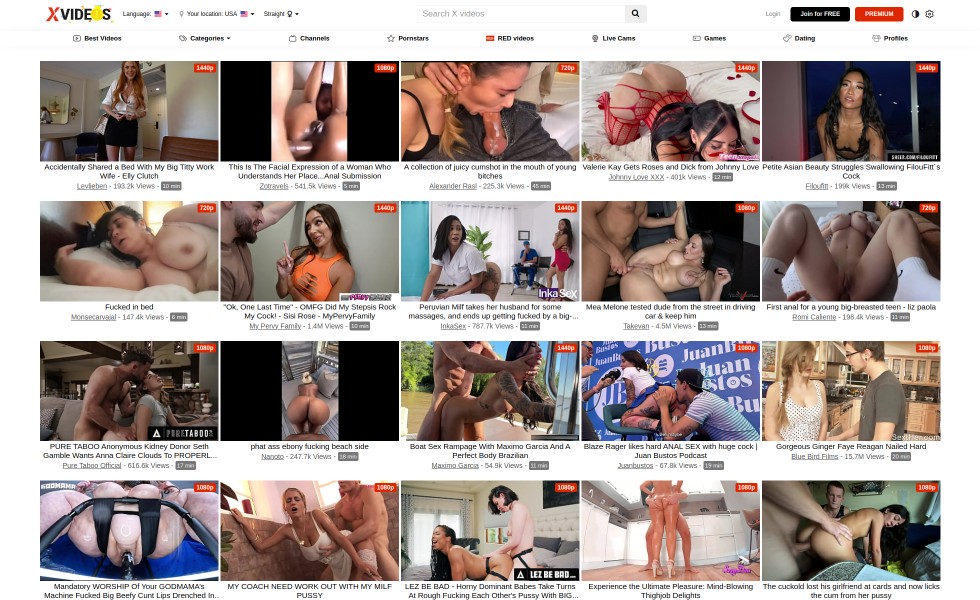 XVIDEOS
Language:
Your location: USA
Straight
Search X videos
Login
Join for FREE
PREMIUM
Best Videos
Categories
Channels
Pornstars
RED videos
Live Cams
Games
Dating
Profiles
1440p
Accidentally Shared a Bed With My Big Titty Work
Wife - Elly Clutch
Levlieben - 193.2k Views - 10 min
1080p
This Is The Facial Expression of a Woman Who
Understands Her Place...Anal Submission
Zotravels - 541.5k Views - 5 min
720p
A collection of juicy cumshot in the mouth of young
bitches
Alexander Rasl - 225.3k Views - 45 min
1440p
Valerie Kay Gets Roses and Dick from Johnny Love
Johnny Love XXX - 401k Views - 12 min
1440p
Petite Asian Beauty Struggles Swallowing FilouFitt´s
Cock
Filoufitt - 199k Views - 13 min
720p
Fucked in bed
Monsecarvajal - 147.4k Views - 6 min
1440p
"Ok, One Last Time" - OMFG Did My Stepsis Rock
My Cock! - Sisi Rose - MyPervyFamily
My Pervy Family - 1.4M Views - 10 min
1440p
Inka Sex
Peruvian Milf takes her husband for some
massages, and ends up getting fucked by a big-...
InkaSex - 787.7k Views - 11 min
1080p
Mea Melone tested dude from the street in driving
car & keep him
Takevan - 4.5M Views - 13 min
720p
First anal for a young big-breasted teen - liz paola
Romi Caliente - 198.4k Views - 11 min
1080p
PURETABOO
PURE TABOO Anonymous Kidney Donor Seth
Gamble Wants Anna Claire Clouds To PROPERL...
Pure Taboo Official - 616.6k Views - 17 min
phat ass ebony fucking beach side
Nanoto - 247.7k Views - 18 min
1440p
Boat Sex Rampage With Maximo Garcia And A
Perfect Body Brazilian
Maximo Garcia - 54.9k Views - 11 min
1080p
Blaze Rager likes hard ANAL SEX with huge cock |
Juan Bustos Podcast
Juanbustos - 67.8k Views - 19 min
1080p
SexUher.com
Gorgeous Ginger Faye Reagan Nailed Hard
Blue Bird Films - 15.7M Views - 20 min
GODMAMA
1080p
Mandatory WORSHIP Of Your GODMAMA's
Machine Fucked Big Beefy Cunt Lips Drenched In..
1080p
MY COACH NEED WORK OUT WITH MY MILF
PUSSY
1080p
LEZ BE BAD
LEZ BE BAD - Horny Dominant Babes Take Turns
At Rough Fucking Each Other's Pussy With BIG...
1080p
Experience the Ultimate Pleasure: Mind-Blowing
Thighjob Delights
1080p
The cuckold lost his girlfriend at cards and now licks
the cum from her pussy